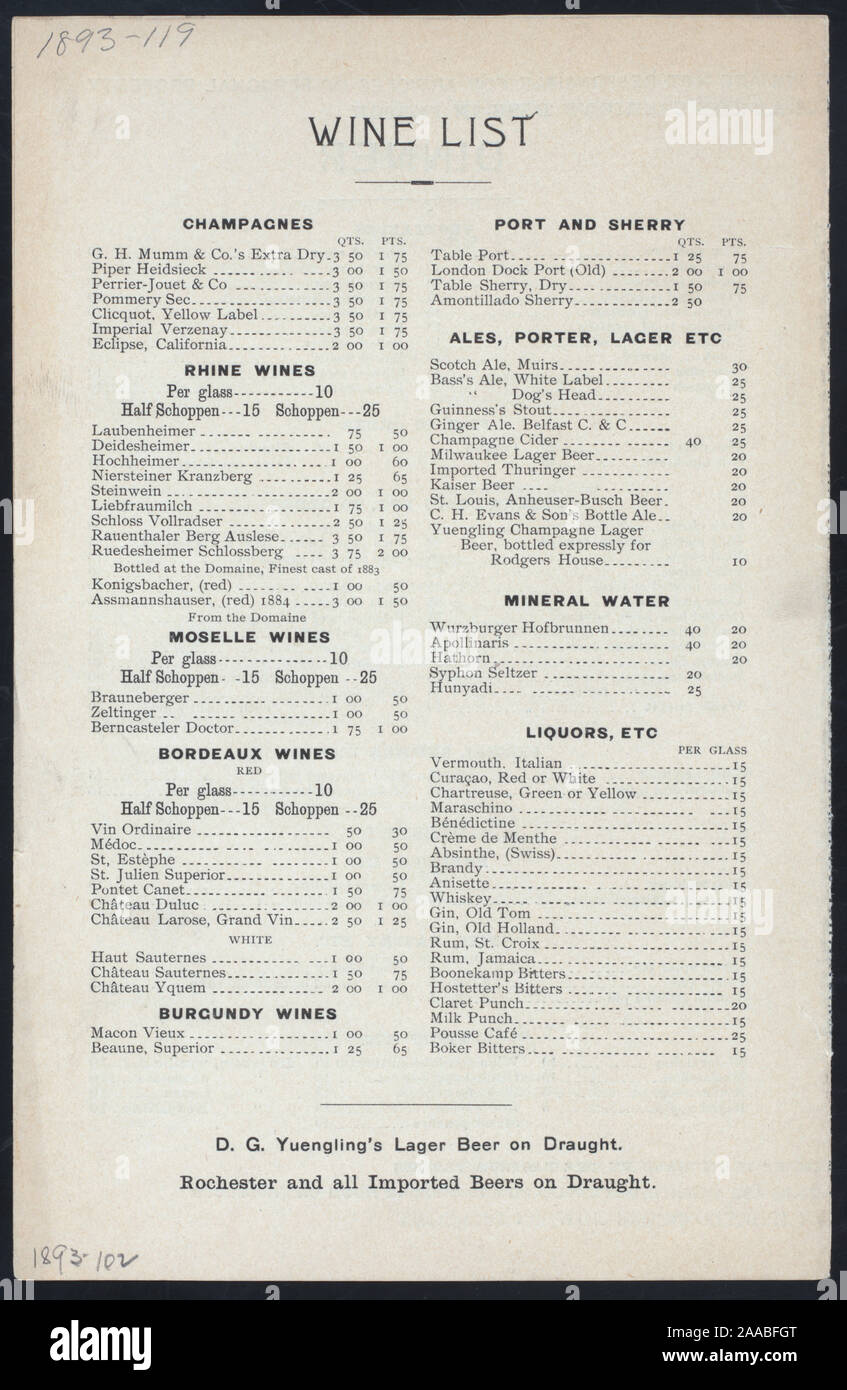 1893-119
WINE LIST
CHAMPAGNES
QTS. PTS.
G. H. Mumm & Co.'s Extra Dry 3 50 1 75
Piper Heidsieck 3 00 1 50
Perrier-Jouet & Co 3 50 1 75
Pommery Sec 3 50 1 75
Clicquot, Yellow Label 3 50 1 75
Imperial Verzenay 3 50 1 75
Eclipse, California 2 00 1 00
RHINE WINES
Per glass 10
Half Schoppen---15 Schoppen---25
Laubenheimer 75 50
Deidesheimer 1 50 1 00
Hochheimer 1 00 60
Niersteiner Kranzberg 1 25 65
Steinwein 2 00 1 00
Liebfraumilch 1 75 1 00
Schloss Vollradser 2 50 1 25
Rauenthaler Berg Auslese 3 50 1 75
Ruedesheimer Schlossberg 3 75 2 00
Bottled at the Domaine, Finest cast of 1883
Konigsbacher, (red) 1 00 50
Assmannshauser, (red) 1884 3 00 1 50
From the Domaine
MOSELLE WINES
Per glass 10
Half Schoppen- -15 Schoppen --25
Brauneberger 1 00 50
Zeltinger 1 00 50
Berncasteler Doctor 1 75 1 00
BORDEAUX WINES
RED
Per glass 10
Half Schoppen---15 Schoppen --25
Vin Ordinaire 50 30
Médoc 1 00 50
St, Estèphe 1 00 50
St. Julien Superior 1 00 50
Pontet Canet 1 50 75
Château Duluc 2 00 1 00
Château Larose, Grand Vin 2 50 1 25
WHITE
Haut Sauternes 1 00 50
Château Sauternes 1 50 75
Château Yquem 2 00 1 00
BURGUNDY WINES
Macon Vieux 1 00 50
Beaune, Superior 1 25 65
PORT AND SHERRY
QTS. PTS.
Table Port 1 25 75
London Dock Port (Old) 2 00 1 00
Table Sherry, Dry 1 50 75
Amontillado Sherry 2 50
ALES, PORTER, LAGER ETC
Scotch Ale, Muirs 30
Bass's Ale, White Label 25
" Dog's Head 25
Guinness's Stout 25
Ginger Ale. Belfast C. & C 25
Champagne Cider 40 25
Milwaukee Lager Beer 20
Imported Thuringer 20
Kaiser Beer 20
St. Louis, Anheuser-Busch Beer 20
C. H. Evans & Son's Bottle Ale 20
Yuengling Champagne Lager
Beer, bottled expressly for
Rodgers House 10
MINERAL WATER
Wurzburger Hofbrunnen 40 20
Apollinaris 40 20
Hathorn 20
Syphon Seltzer 20
Hunyadi 25
LIQUORS, ETC
PER GLASS
Vermouth. Italian 15
Curaçao, Red or White 15
Chartreuse, Green or Yellow 15
Maraschino 15
Bénédictine 15
Crème de Menthe 15
Absinthe, (Swiss) 15
Brandy 15
Anisette 15
Whiskey 15
Gin, Old Tom 15
Gin, Old Holland 15
Rum, St. Croix 15
Rum, Jamaica 15
Boonekamp Bitters 15
Hostetter's Bitters 15
Claret Punch 20
Milk Punch 15
Pousse Café 25
Boker Bitters 15
D. G. Yuengling's Lager Beer on Draught.
Rochester and all Imported Beers on Draught.
1893-102
alamy
alamy
alamy
a
alamy
Image ID: 2AABFGT
www.alamy.com